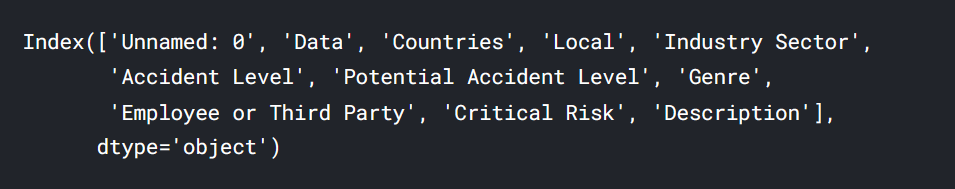 Index(['Unnamed: 0', 'Data', 'Countries', 'Local', 'Industry Sector',
'Accident Level', 'Potential Accident Level', 'Genre',
'Employee or Third Party', 'Critical Risk', 'Description'],
dtype='object')